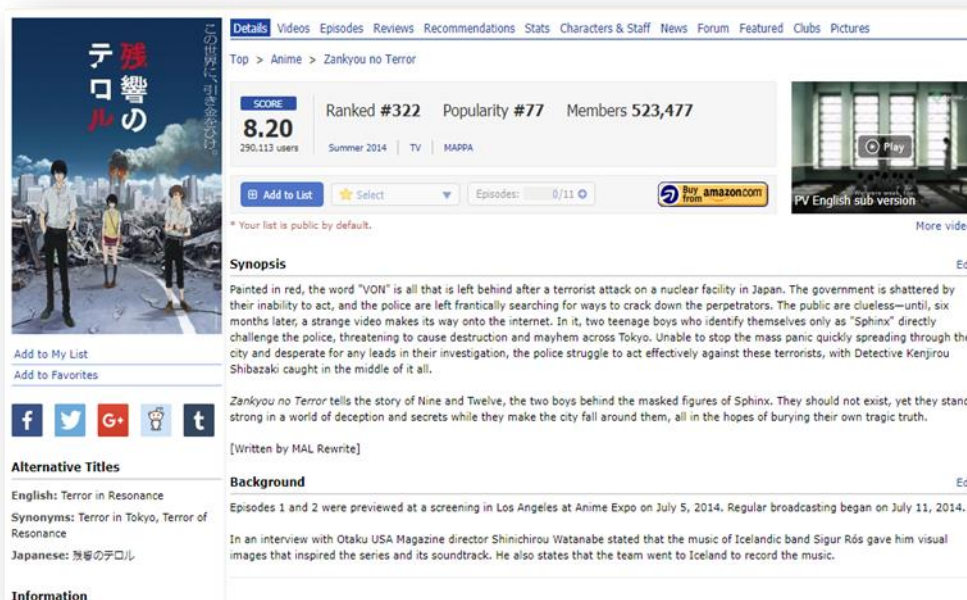 残響の
テロル
この世界に、引き金をひけ。
Details Videos Episodes Reviews Recommendations Stats Characters & Staff News Forum Featured Clubs Pictures
Top > Anime > Zankyou no Terror
SCORE
8.20
290,113 users
Ranked #322 Popularity #77 Members 523,477
Summer 2014 TV MAPPA
Add to List Select Episodes: 0/11
Buy from amazon.com
Play
PV English sub version
* Your list is public by default.
More vide
Synopsis
Ed
Painted in red, the word "VON" is all that is left behind after a terrorist attack on a nuclear facility in Japan. The government is shattered by
their inability to act, and the police are left frantically searching for ways to crack down the perpetrators. The public are clueless—until, six
months later, a strange video makes its way onto the internet. In it, two teenage boys who identify themselves only as "Sphinx" directly
challenge the police, threatening to cause destruction and mayhem across Tokyo. Unable to stop the mass panic quickly spreading through the
city and desperate for any leads in their investigation, the police struggle to act effectively against these terrorists, with Detective Kenjirou
Shibazaki caught in the middle of it all.
Zankyou no Terror tells the story of Nine and Twelve, the two boys behind the masked figures of Sphinx. They should not exist, yet they stand
strong in a world of deception and secrets while they make the city fall around them, all in the hopes of burying their own tragic truth.
[Written by MAL Rewrite]
Background
Ed
Episodes 1 and 2 were previewed at a screening in Los Angeles at Anime Expo on July 5, 2014. Regular broadcasting began on July 11, 2014.
In an interview with Otaku USA Magazine director Shinichirou Watanabe stated that the music of Icelandic band Sigur Rós gave him visual
images that inspired the series and its soundtrack. He also states that the team went to Iceland to record the music.
Add to My List
Add to Favorites
f G+ t
Alternative Titles
English: Terror in Resonance
Synonyms: Terror in Tokyo, Terror of
Resonance
Japanese: 残響のテロル
Information